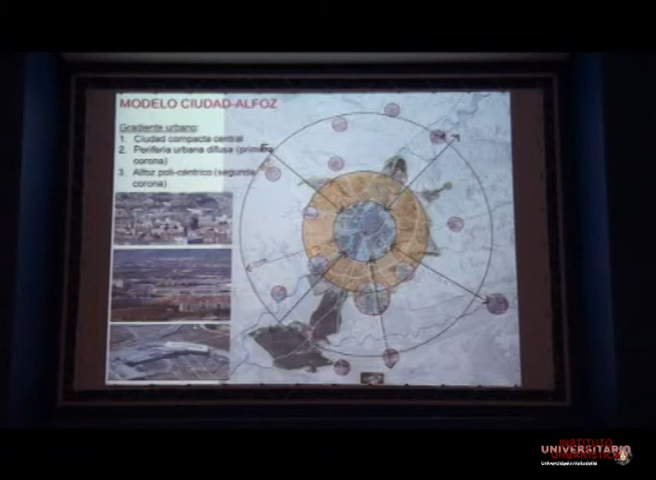 MODELO CIUDAD-ALFOZ
Gradiente urbano:
1. Ciudad compacta central
2. Periferia urbana difusa (primera
corona)
3. Alfoz poli-céntrico (segunda
corona)
INSTITUTO
UNIVERSITARIO